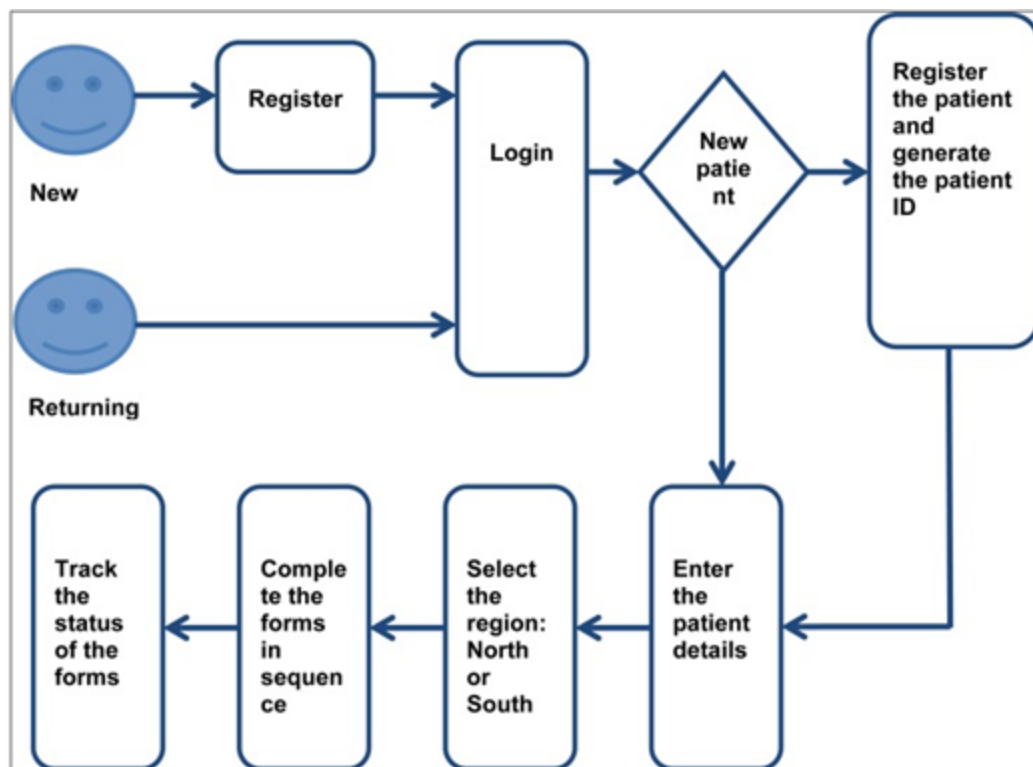 Register
New
Login
New
patie
nt
Register
the patient
and
generate
the patient
ID
Returning
Track
the
status
of the
forms
Comple
te the
forms
in
sequen
ce
Select
the
region:
North
or
South
Enter
the
patient
details